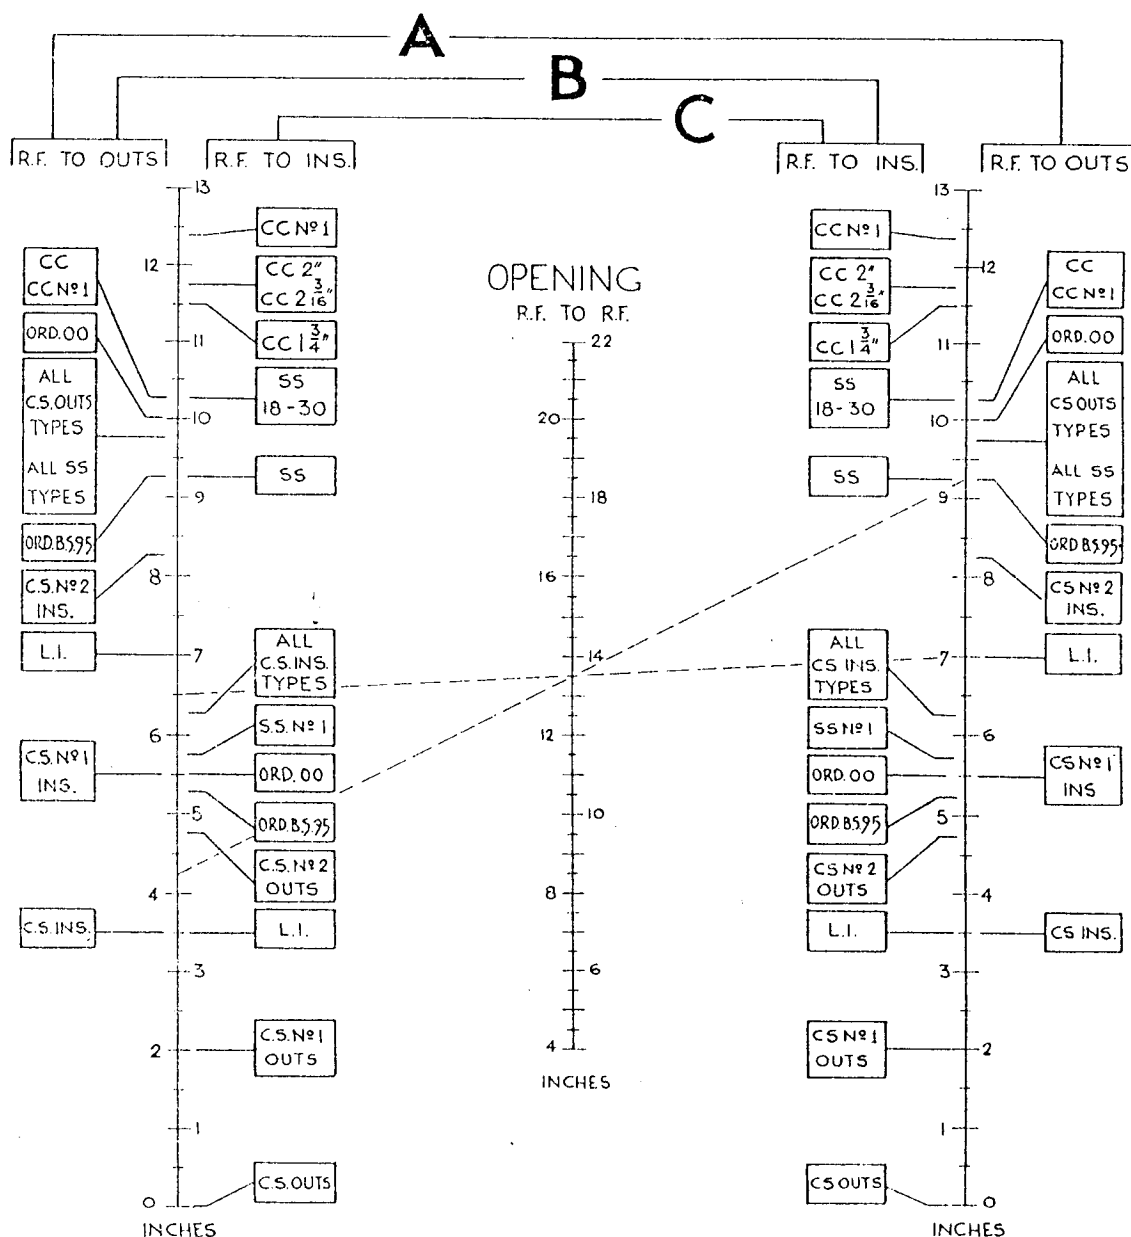 A
B
C
R.F. TO OUTS
R.F. TO INS.
R.F. TO INS.
R.F. TO OUTS
CC
CC Nº 1
ORD. 00
ALL
C.S. OUTS
TYPES
ALL SS
TYPES
ORD. B.S. 95
C.S. Nº 2
INS.
L.I.
C.S. Nº 1
INS.
C.S. INS.
13
12
11
10
9
8
7
6
5
4
3
2
1
0
INCHES
CC Nº 1
CC 2"
CC 2 3/16"
CC 1 3/4"
SS
18-30
SS
ALL
C.S. INS.
TYPES
S.S. Nº 1
ORD. 00
ORD. B.S. 95
C.S. Nº 2
OUTS
L.I.
C.S. Nº 1
OUTS
C.S. OUTS
OPENING
R.F. TO R.F.
22
20
18
16
14
12
10
8
6
4
INCHES
CC Nº 1
CC 2"
CC 2 3/16"
CC 1 3/4"
SS
18-30
SS
ALL
CS INS.
TYPES
SS Nº 1
ORD. 00
ORD. B.S. 95
CS Nº 2
OUTS
L.I.
CS Nº 1
OUTS
CS OUTS
13
12
11
10
9
8
7
6
5
4
3
2
1
0
INCHES
CC
CC Nº 1
ORD. 00
ALL
CS OUTS
TYPES
ALL SS
TYPES
ORD B.S. 95
CS Nº 2
INS.
L.I.
CS Nº 1
INS
CS INS.